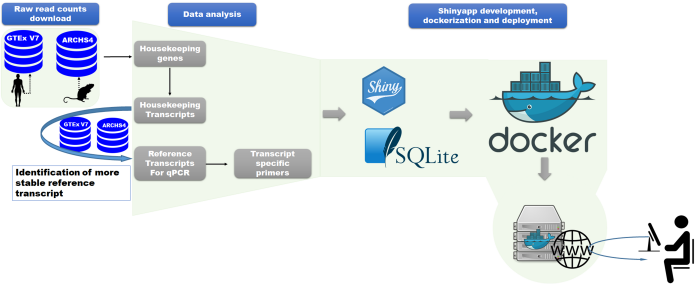 Raw read counts
download
Data analysis
Shinyapp development,
dockerization and deployment
GTEx V7
ARCHS4
Housekeeping
genes
Housekeeping
Transcripts
GTEx V7
ARCHS4
Reference
Transcripts
For qPCR
Transcript
specific
primers
Identification of more
stable reference
transcript
Shiny
SQLite
docker
WWW